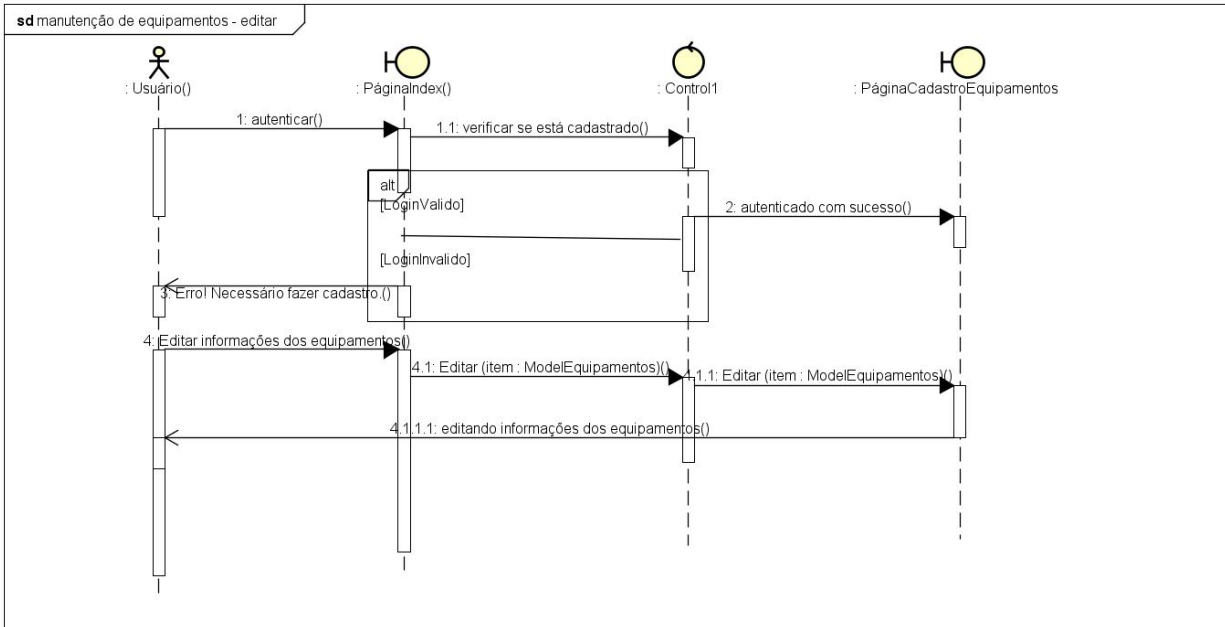 sd manutenção de equipamentos - editar
: Usuário()
: PáginaIndex()
: Control1
: PáginaCadastroEquipamentos
1: autenticar()
1.1: verificar se está cadastrado()
alt
[LoginValido]
2: autenticado com sucesso()
[LoginInvalido]
3: Erro! Necessário fazer cadastro.()
4: Editar informações dos equipamentos()
4.1: Editar (item : ModelEquipamentos)()
4.1.1: Editar (item : ModelEquipamentos)()
4.1.1.1: editando informações dos equipamentos()